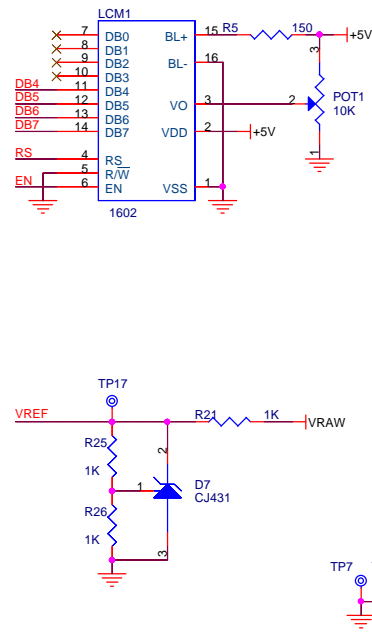 LCM1
7 DB0 BL+ 15 R5 150 +5V
8 DB1
9 DB2 BL- 16 3
10 DB3
DB4 11 DB4 POT1
DB5 12 DB5 VO 3 2 10K
DB6 13 DB6
DB7 14 DB7 VDD 2 +5V
1
RS 4 RS
5 R/W
EN 6 EN VSS 1
1602
TP17
VREF R21 1K VRAW
R25 2
1K
1 D7
CJ431
R26
1K
3
TP7